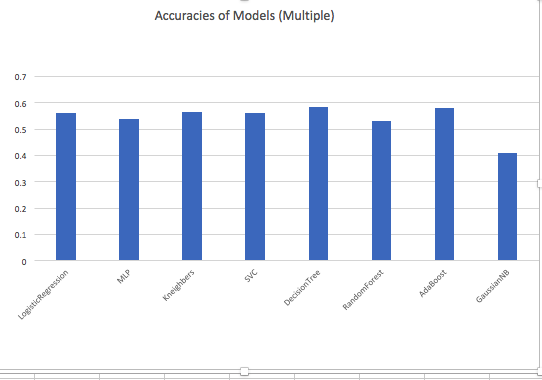 Accuracies of Models (Multiple)
0.7
0.6
0.5
0.4
0.3
0.2
0.1
0
LogisticRegression
MLP
Kneighbers
SVC
DecisionTree
RandomForest
AdaBoost
GaussianNB